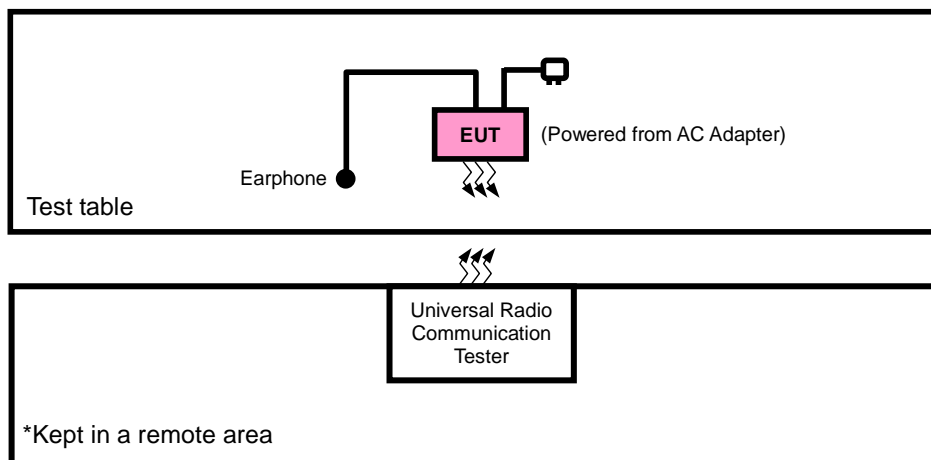 EUT
(Powered from AC Adapter)
Earphone
Test table
Universal Radio
Communication
Tester
*Kept in a remote area